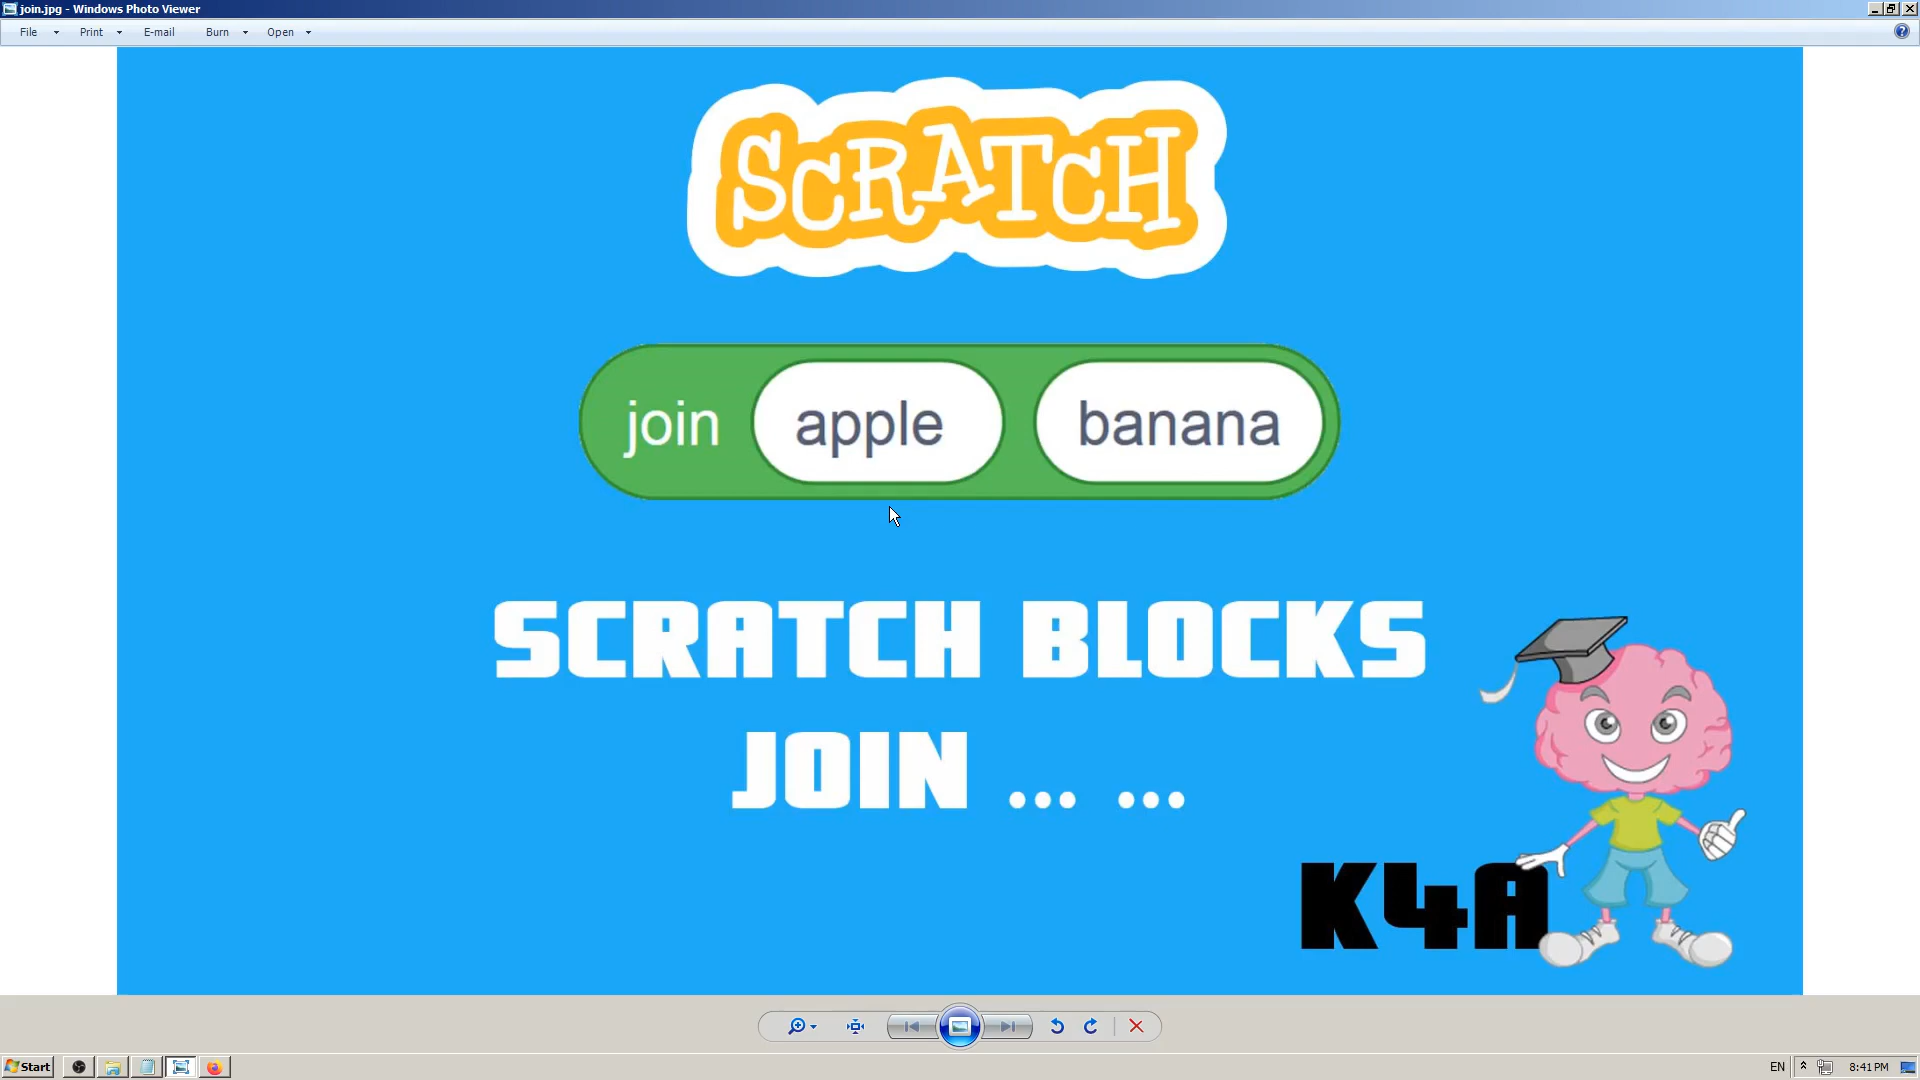 join.jpg - Windows Photo Viewer
File Print E-mail Burn Open
SCRATCH
join apple banana
SCRATCH BLOCKS
JOIN ... ...
K4A
Start EN 8:41 PM